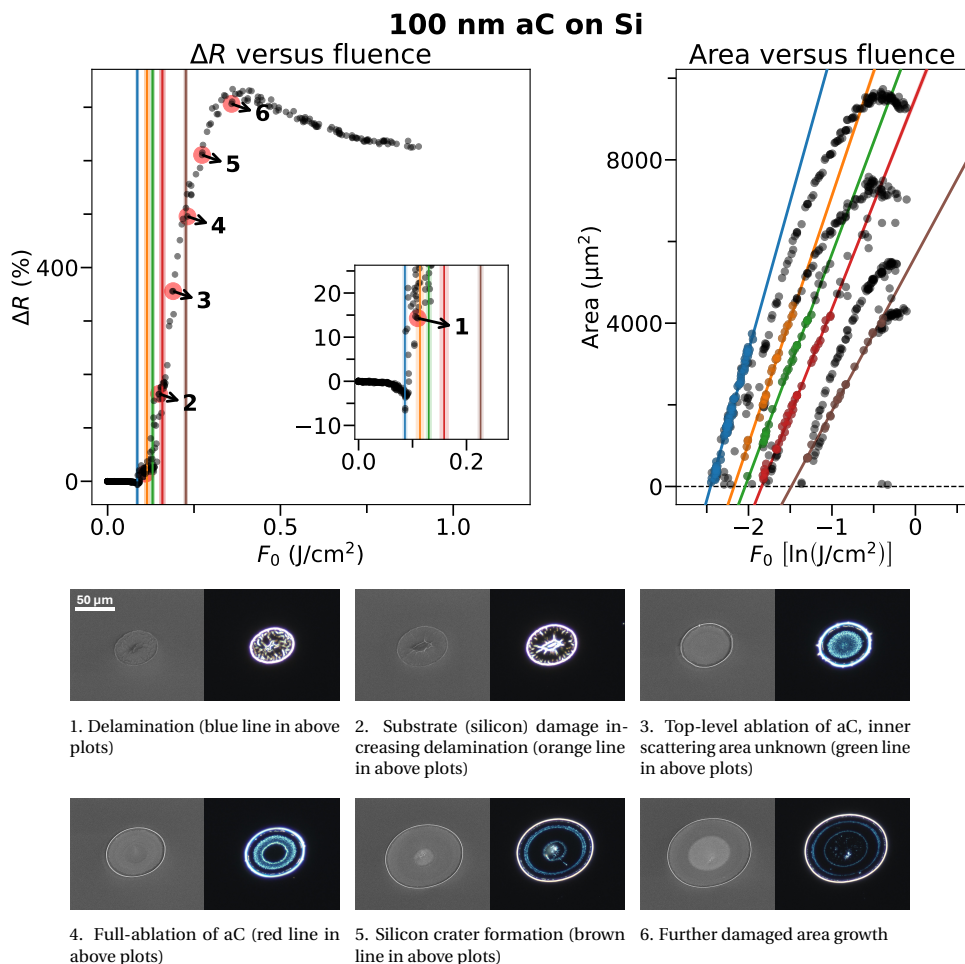 100 nm aC on Si
ΔR versus fluence
Area versus fluence
ΔR (%)
400
0
0.0
0.5
1.0
F₀ (J/cm²)
6
5
4
3
2
20
10
0
−10
0.0
0.2
1
Area (µm²)
8000
4000
0
−2
−1
0
F₀ [ln(J/cm²)]
50 µm
1. Delamination (blue line in above
plots)
2. Substrate (silicon) damage in-
creasing delamination (orange line
in above plots)
3. Top-level ablation of aC, inner
scattering area unknown (green line
in above plots)
4. Full-ablation of aC (red line in
above plots)
5. Silicon crater formation (brown
line in above plots)
6. Further damaged area growth